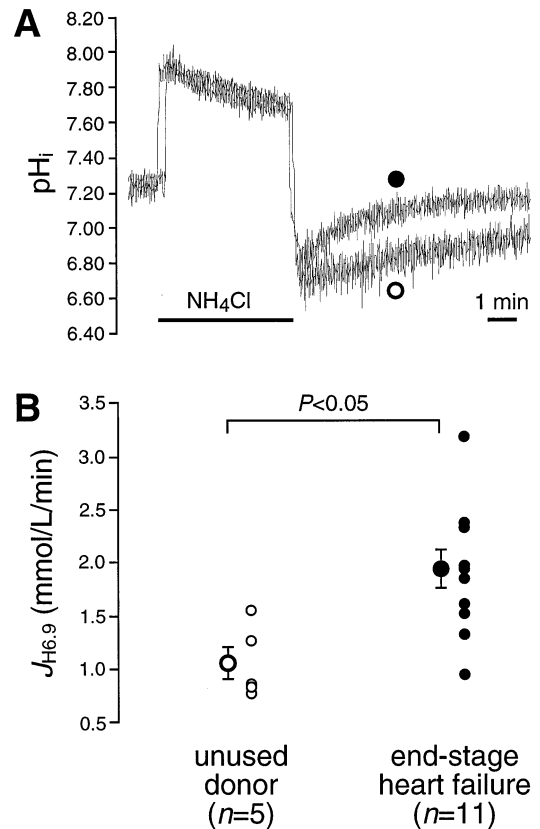 A
8.20
8.00
7.80
7.60
7.40
7.20
7.00
6.80
6.60
6.40
pHi
NH4Cl
1 min
B
3.5
3.0
2.5
2.0
1.5
1.0
0.5
JH6.9 (mmol/L/min)
P<0.05
unused
donor
(n=5)
end-stage
heart failure
(n=11)